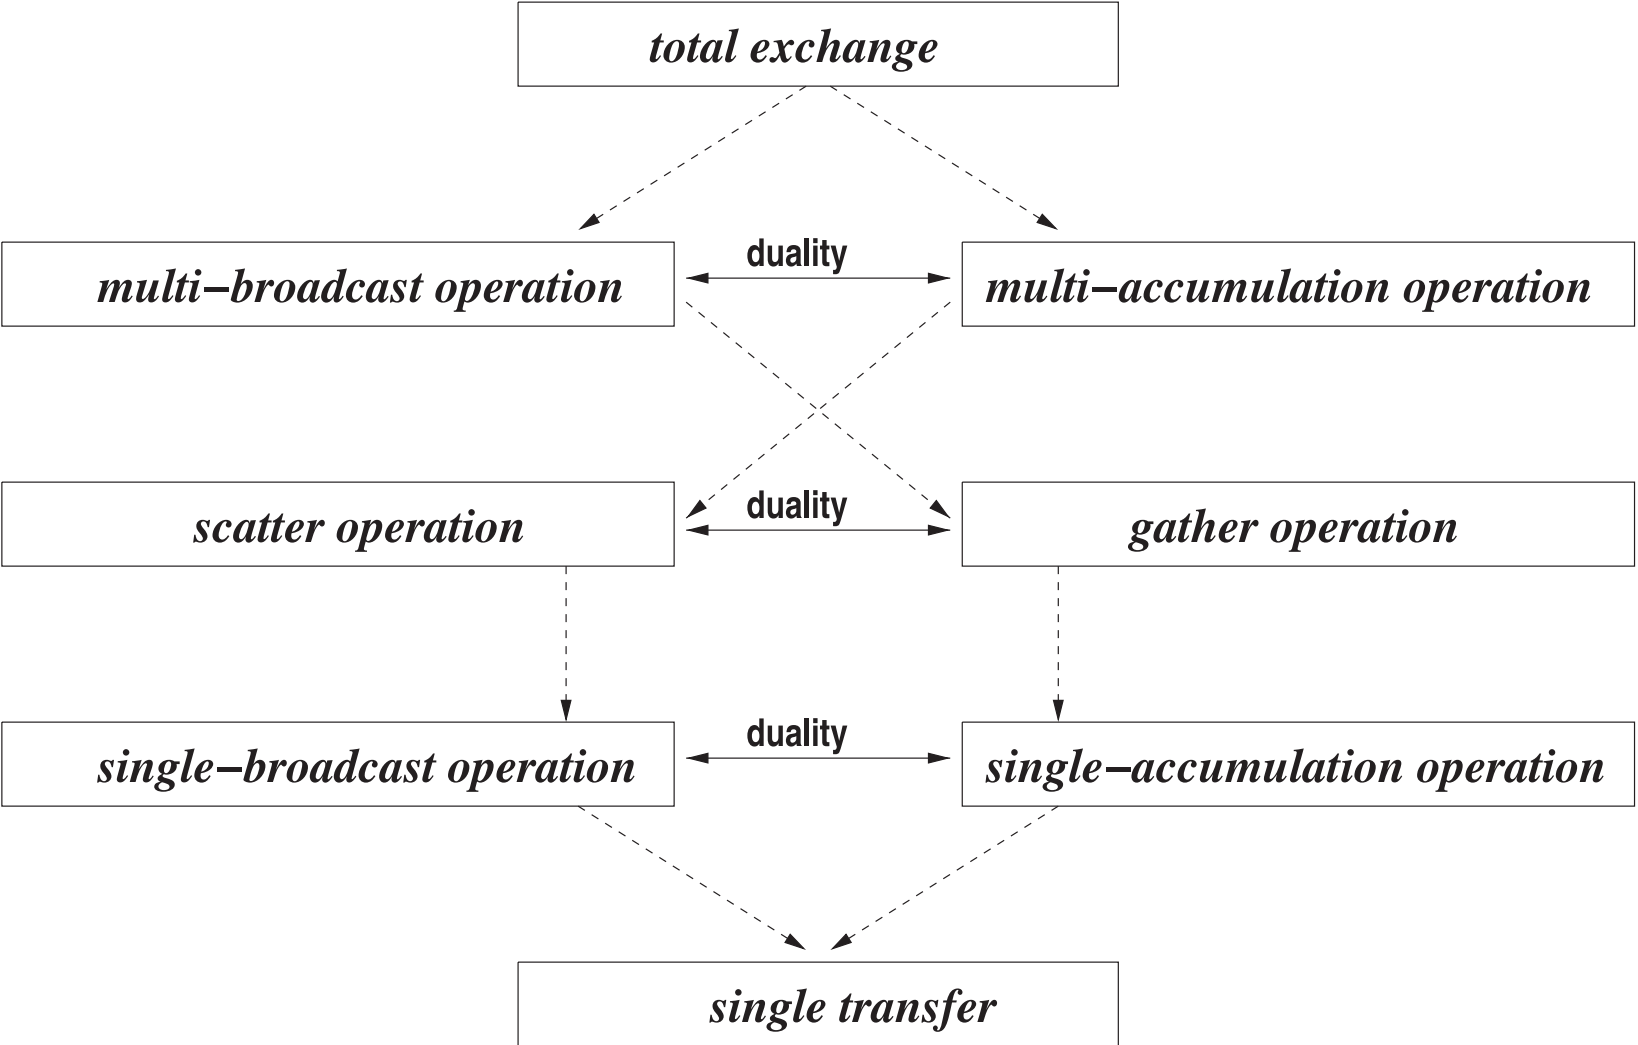 total exchange
duality
multi−broadcast operation
multi−accumulation operation
duality
scatter operation
gather operation
duality
single−broadcast operation
single−accumulation operation
single transfer